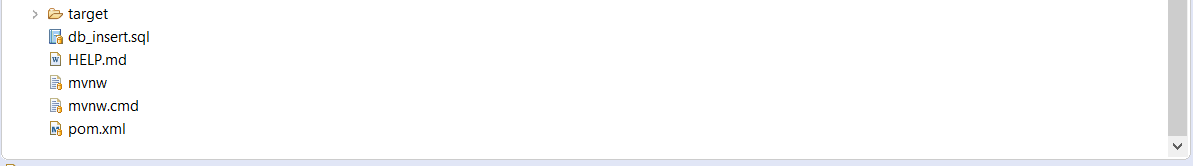 target
db_insert.sql
HELP.md
mvnw
mvnw.cmd
pom.xml